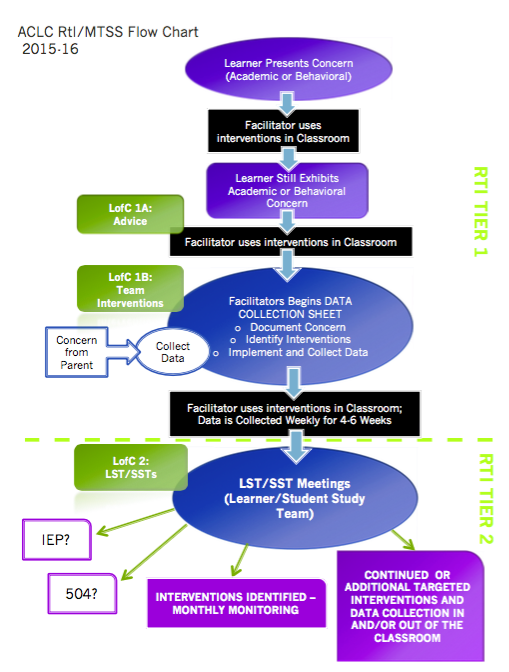 ACLC RtI/MTSS Flow Chart
2015-16
Learner Presents Concern
(Academic or Behavioral)
Facilitator uses
interventions in Classroom
Learner Still Exhibits
Academic or Behavioral
Concern
RTI TIER 1
LofC 1A:
Advice
Facilitator uses interventions in Classroom
LofC 1B:
Team
Interventions
Facilitators Begins DATA
COLLECTION SHEET
o Document Concern
o Identify Interventions
o Implement and Collect Data
Concern
from
Parent
Collect
Data
Facilitator uses interventions in Classroom;
Data is Collected Weekly for 4-6 Weeks
LofC 2:
LST/SSTs
LST/SST Meetings
(Learner/Student Study
Team)
RTI TIER 2
IEP?
504?
INTERVENTIONS IDENTIFIED –
MONTHLY MONITORING
CONTINUED OR
ADDITIONAL TARGETED
INTERVENTIONS AND
DATA COLLECTION IN
AND/OR OUT OF THE
CLASSROOM